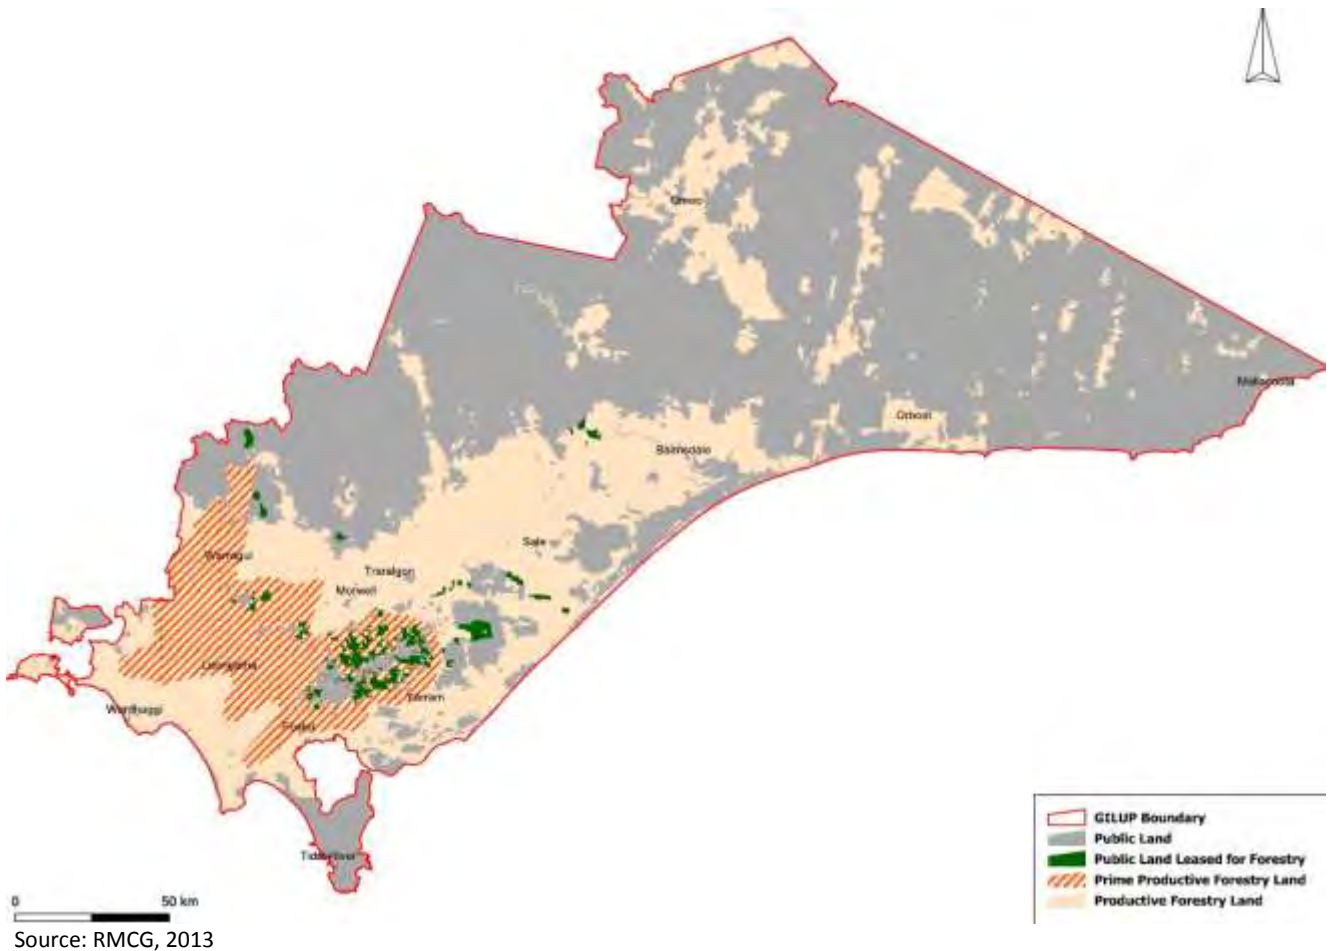 Omeo
Mallacoota
Orbost
Bairnsdale
Sale
Warragul
Traralgon
Morwell
Leongatha
Yarram
Wonthaggi
Foster
Tidal River
GILUP Boundary
Public Land
Public Land Leased for Forestry
Prime Productive Forestry Land
Productive Forestry Land
0 50 km
Source: RMCG, 2013